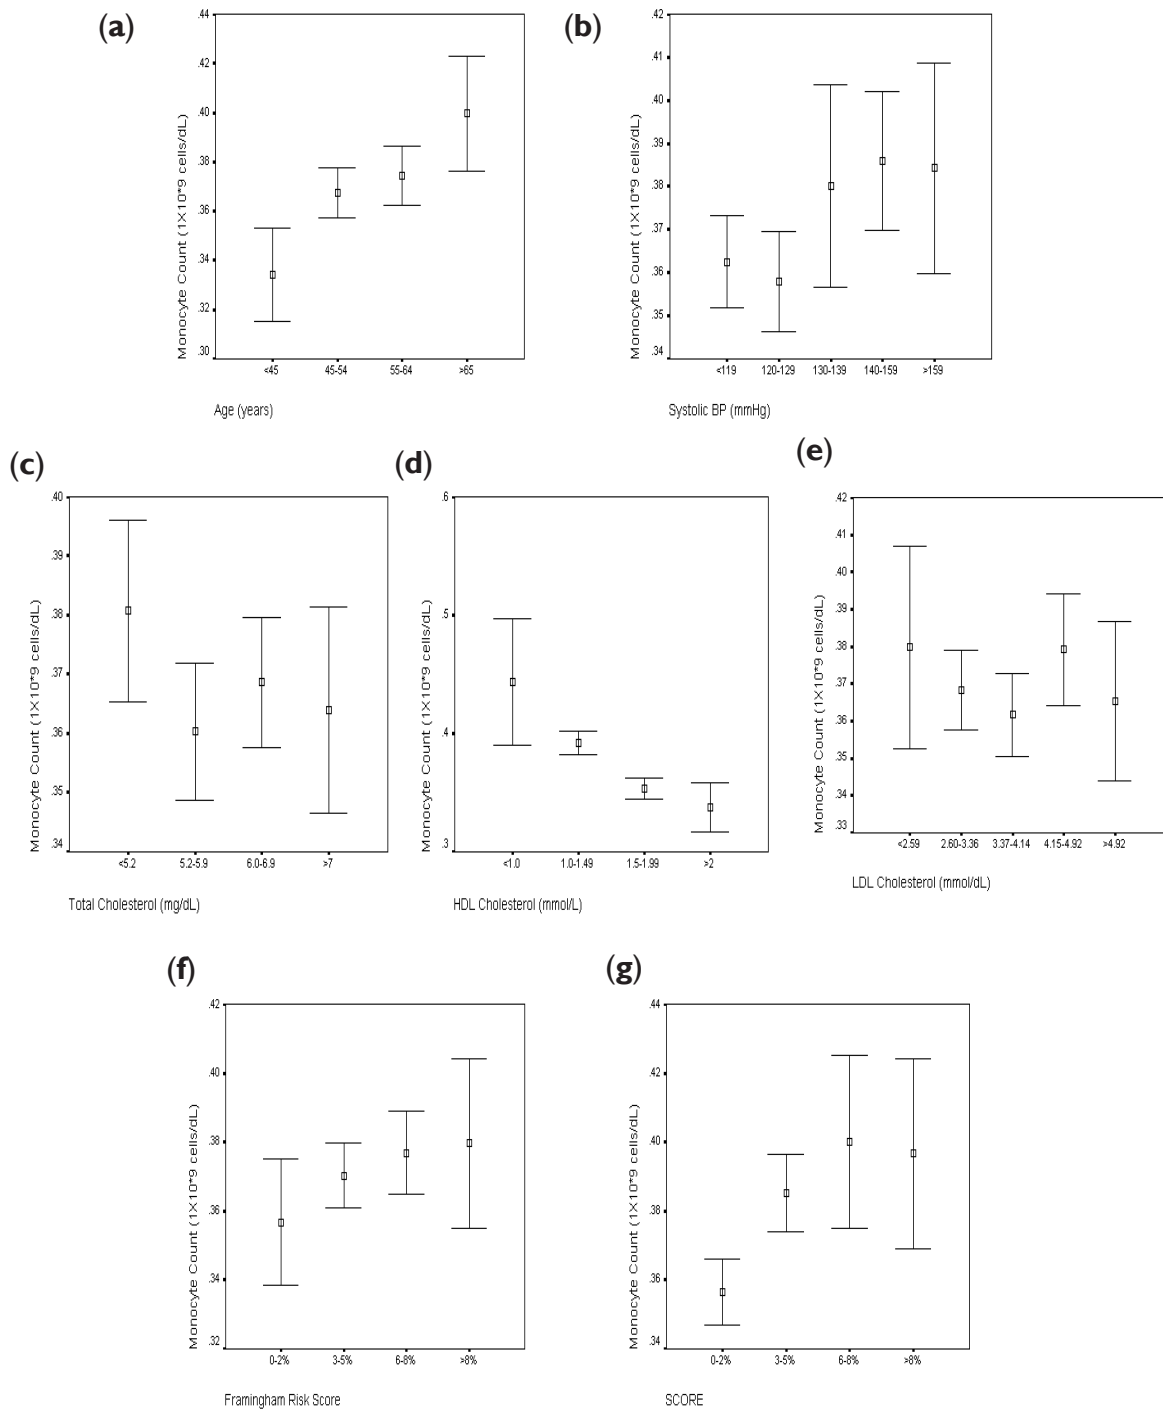 (a)
Monocyte Count (1X10*9 cells/dL)
.44
.42
.40
.38
.36
.34
.32
.30
<45 45-54 55-64 >65
Age (years)
(b)
Monocyte Count (1X10*9 cells/dL)
.42
.41
.40
.39
.38
.37
.36
.35
.34
<119 120-129 130-139 140-159 >159
Systolic BP (mmHg)
(c)
Monocyte Count (1X10*9 cells/dL)
.40
.39
.38
.37
.36
.35
.34
<5.2 5.2-5.9 6.0-6.9 >7
Total Cholesterol (mg/dL)
(d)
Monocyte Count (1X10*9 cells/dL)
.6
.5
.4
.3
<1.0 1.0-1.49 1.5-1.99 >2
HDL Cholesterol (mmol/L)
(e)
Monocyte Count (1X10*9 cells/dL)
.42
.41
.40
.39
.38
.37
.36
.35
.34
.33
<2.59 2.60-3.36 3.37-4.14 4.15-4.92 >4.92
LDL Cholesterol (mmol/dL)
(f)
Monocyte Count (1X10*9 cells/dL)
.42
.40
.38
.36
.34
.32
0-2% 3-5% 6-8% >8%
Framingham Risk Score
(g)
Monocyte Count (1X10*9 cells/dL)
.44
.42
.40
.38
.36
.34
0-2% 3-5% 6-8% >8%
SCORE